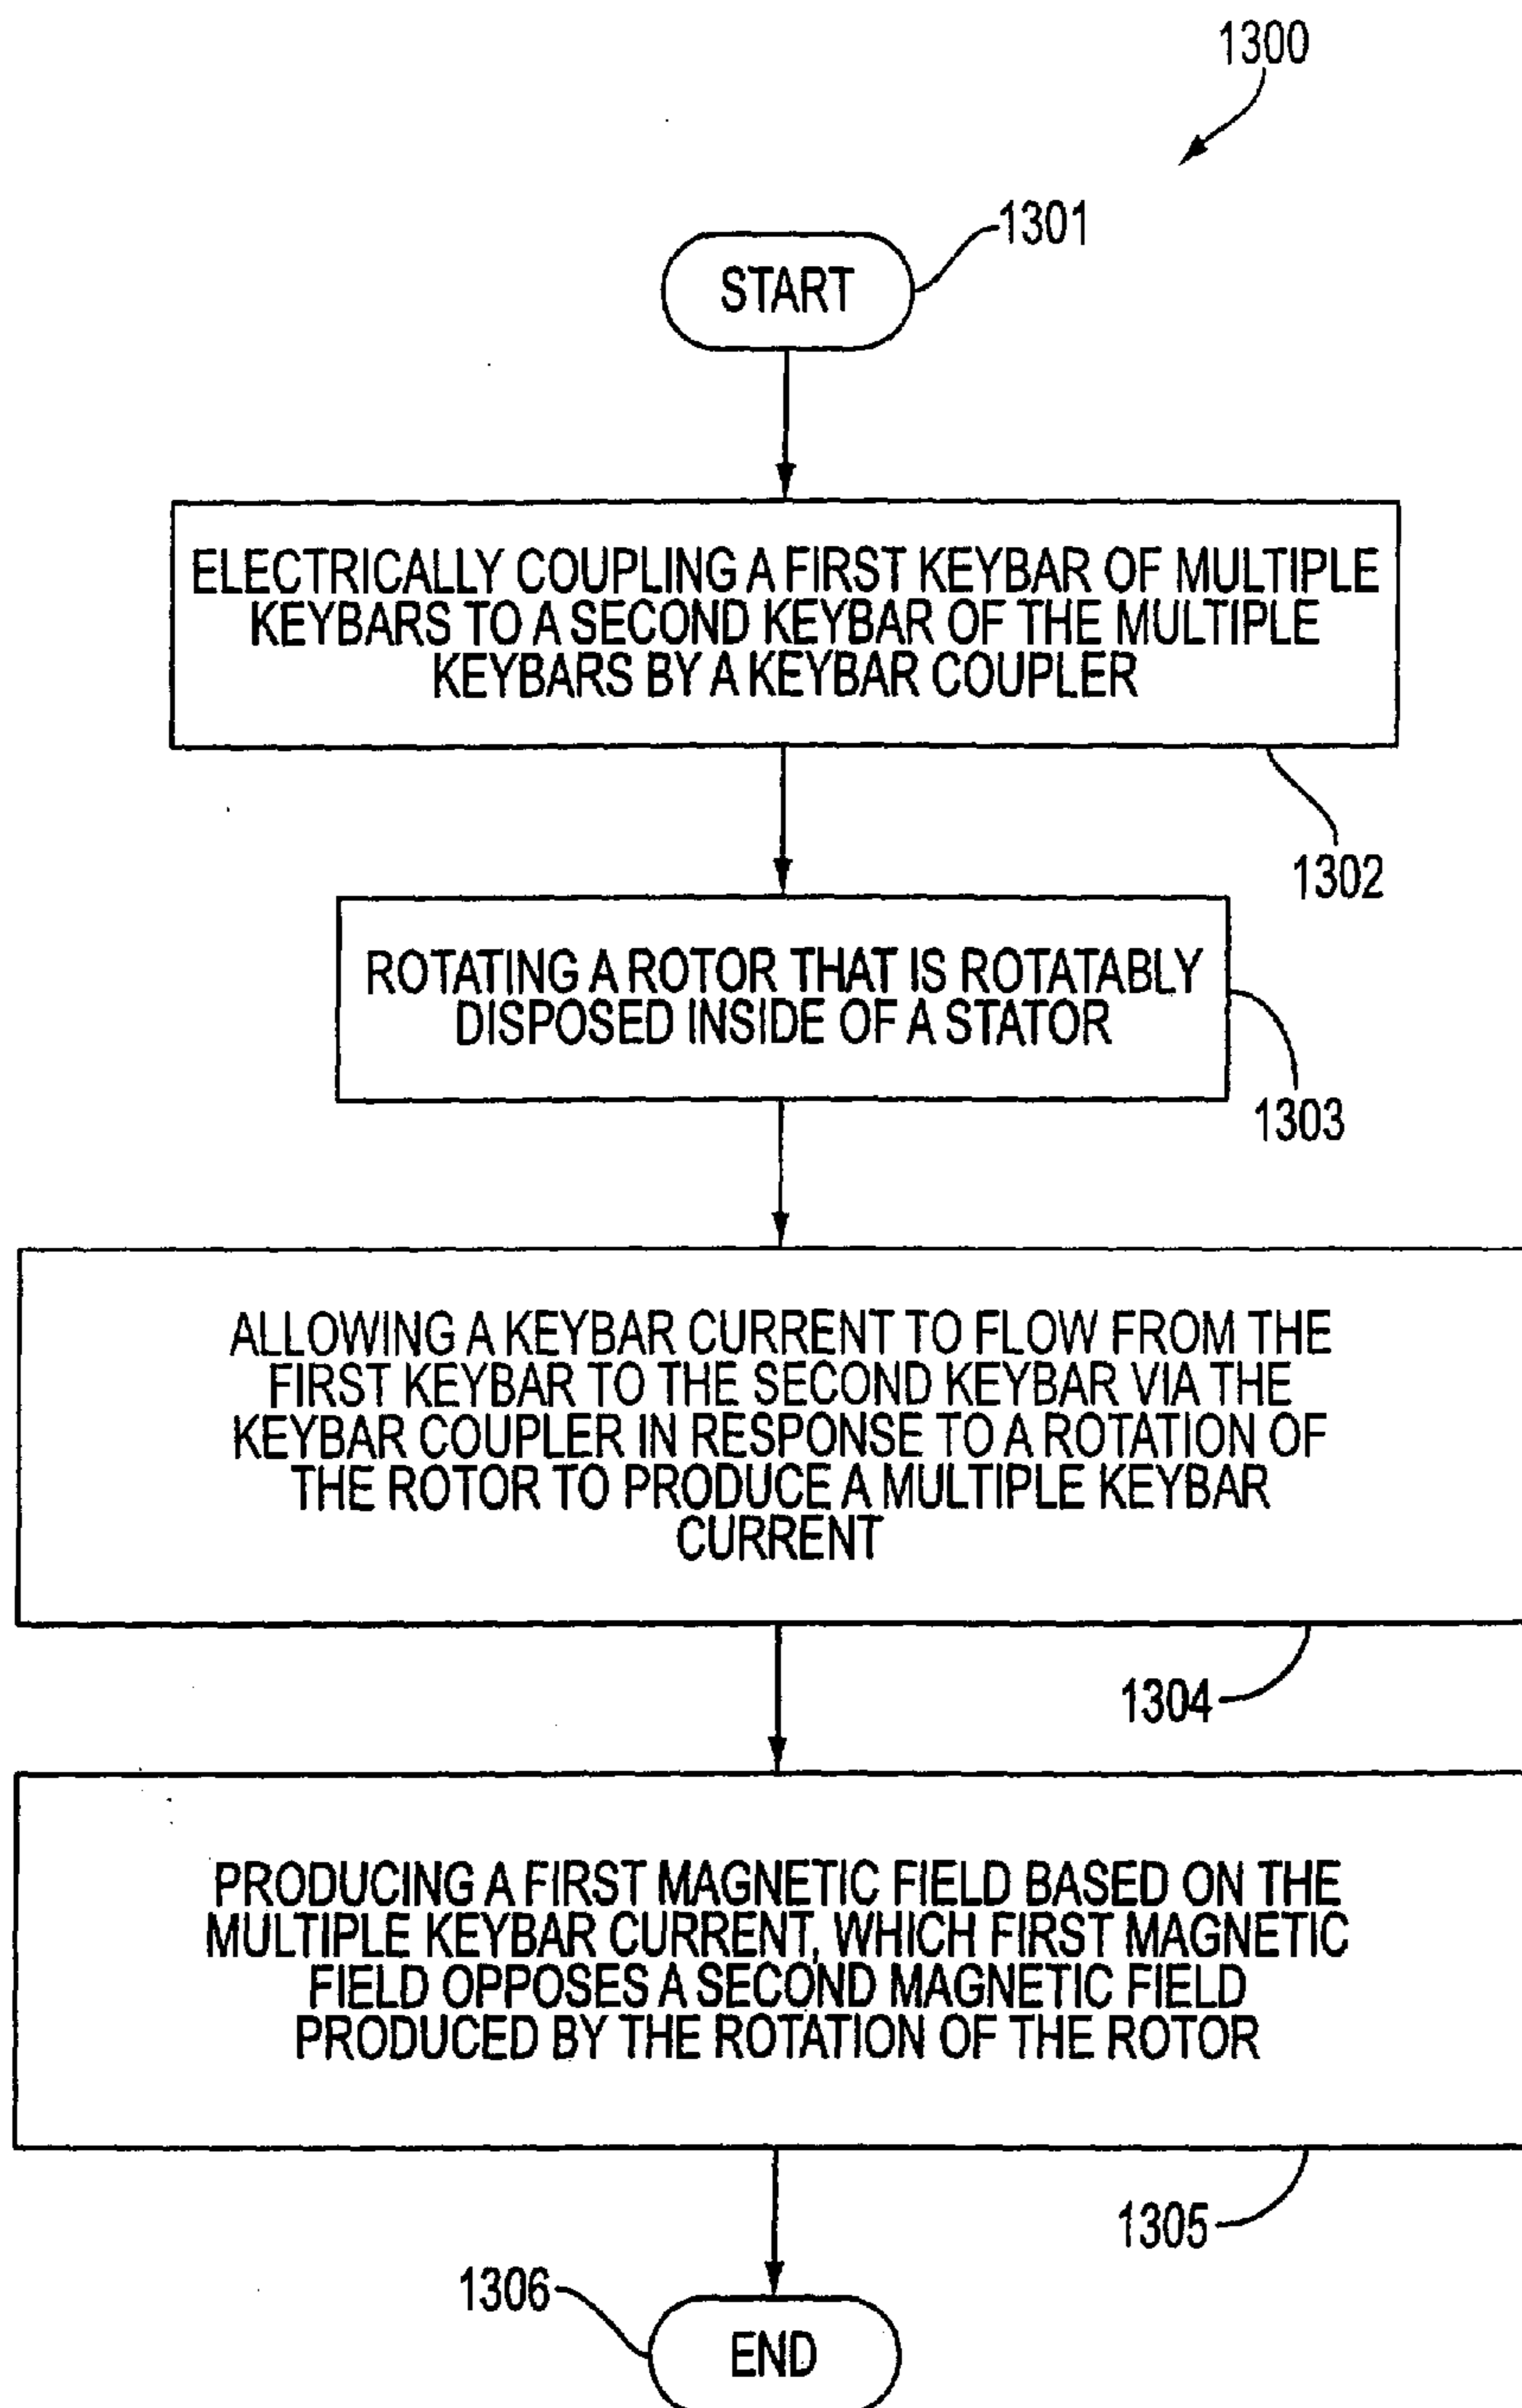 1300
1301
START
ELECTRICALLY COUPLING A FIRST KEYBAR OF MULTIPLE
KEYBARS TO A SECOND KEYBAR OF THE MULTIPLE
KEYBARS BY A KEYBAR COUPLER
1302
ROTATING A ROTOR THAT IS ROTATABLY
DISPOSED INSIDE OF A STATOR
1303
ALLOWING A KEYBAR CURRENT TO FLOW FROM THE
FIRST KEYBAR TO THE SECOND KEYBAR VIA THE
KEYBAR COUPLER IN RESPONSE TO A ROTATION OF
THE ROTOR TO PRODUCE A MULTIPLE KEYBAR
CURRENT
1304
PRODUCING A FIRST MAGNETIC FIELD BASED ON THE
MULTIPLE KEYBAR CURRENT, WHICH FIRST MAGNETIC
FIELD OPPOSES A SECOND MAGNETIC FIELD
PRODUCED BY THE ROTATION OF THE ROTOR
1305
1306
END